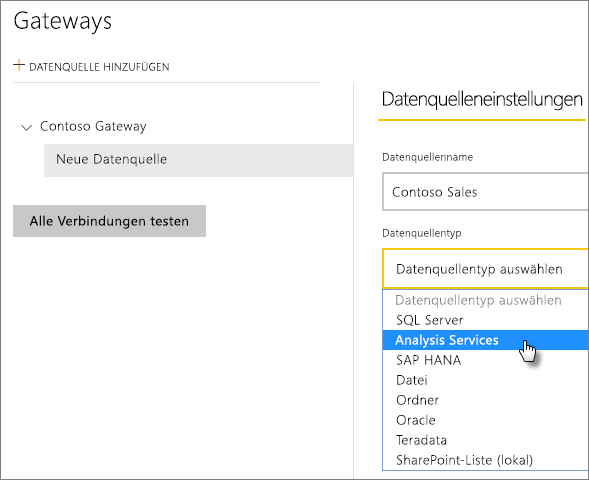 Gateways
+ DATENQUELLE HINZUFÜGEN
Contoso Gateway
Neue Datenquelle
Alle Verbindungen testen
Datenquelleneinstellungen
Datenquellenname
Contoso Sales
Datenquellentyp
Datenquellentyp auswählen
Datenquellentyp auswählen
SQL Server
Analysis Services
SAP HANA
Datei
Ordner
Oracle
Teradata
SharePoint-Liste (lokal)